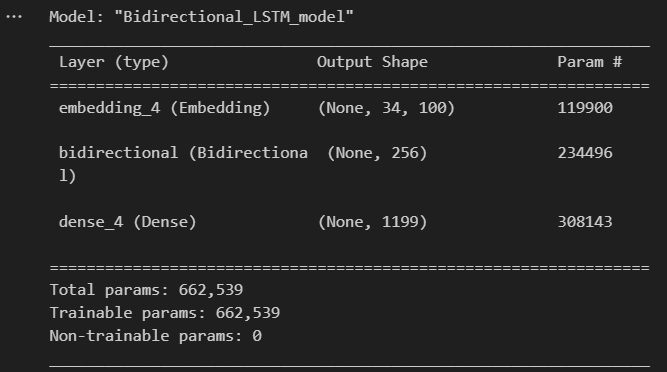 ...
Model: "Bidirectional_LSTM_model"
_________________________________________________________________
Layer (type) Output Shape Param #
=================================================================
embedding_4 (Embedding) (None, 34, 100) 119900
bidirectional (Bidirectiona (None, 256) 234496
l)
dense_4 (Dense) (None, 1199) 308143
=================================================================
Total params: 662,539
Trainable params: 662,539
Non-trainable params: 0
_________________________________________________________________